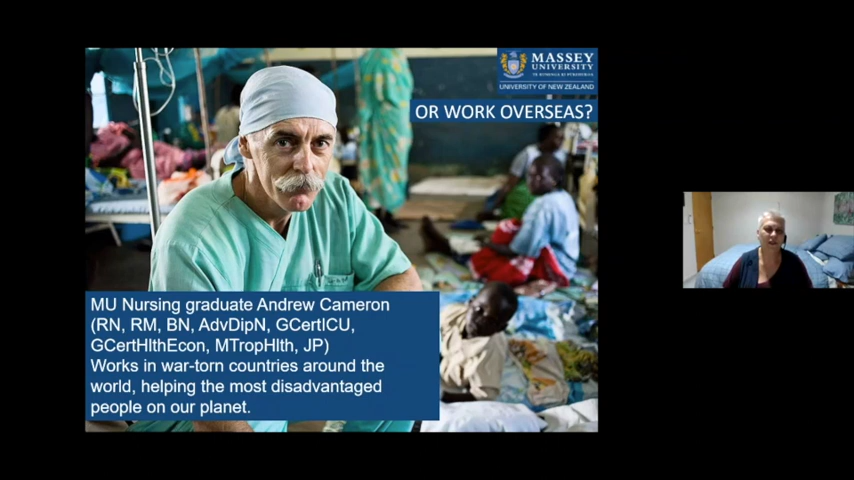 MASSEY
UNIVERSITY
TE KUNENGA KI PŪREHUROA
UNIVERSITY OF NEW ZEALAND
OR WORK OVERSEAS?
MU Nursing graduate Andrew Cameron
(RN, RM, BN, AdvDipN, GCertICU,
GCertHlthEcon, MTropHlth, JP)
Works in war-torn countries around the
world, helping the most disadvantaged
people on our planet.